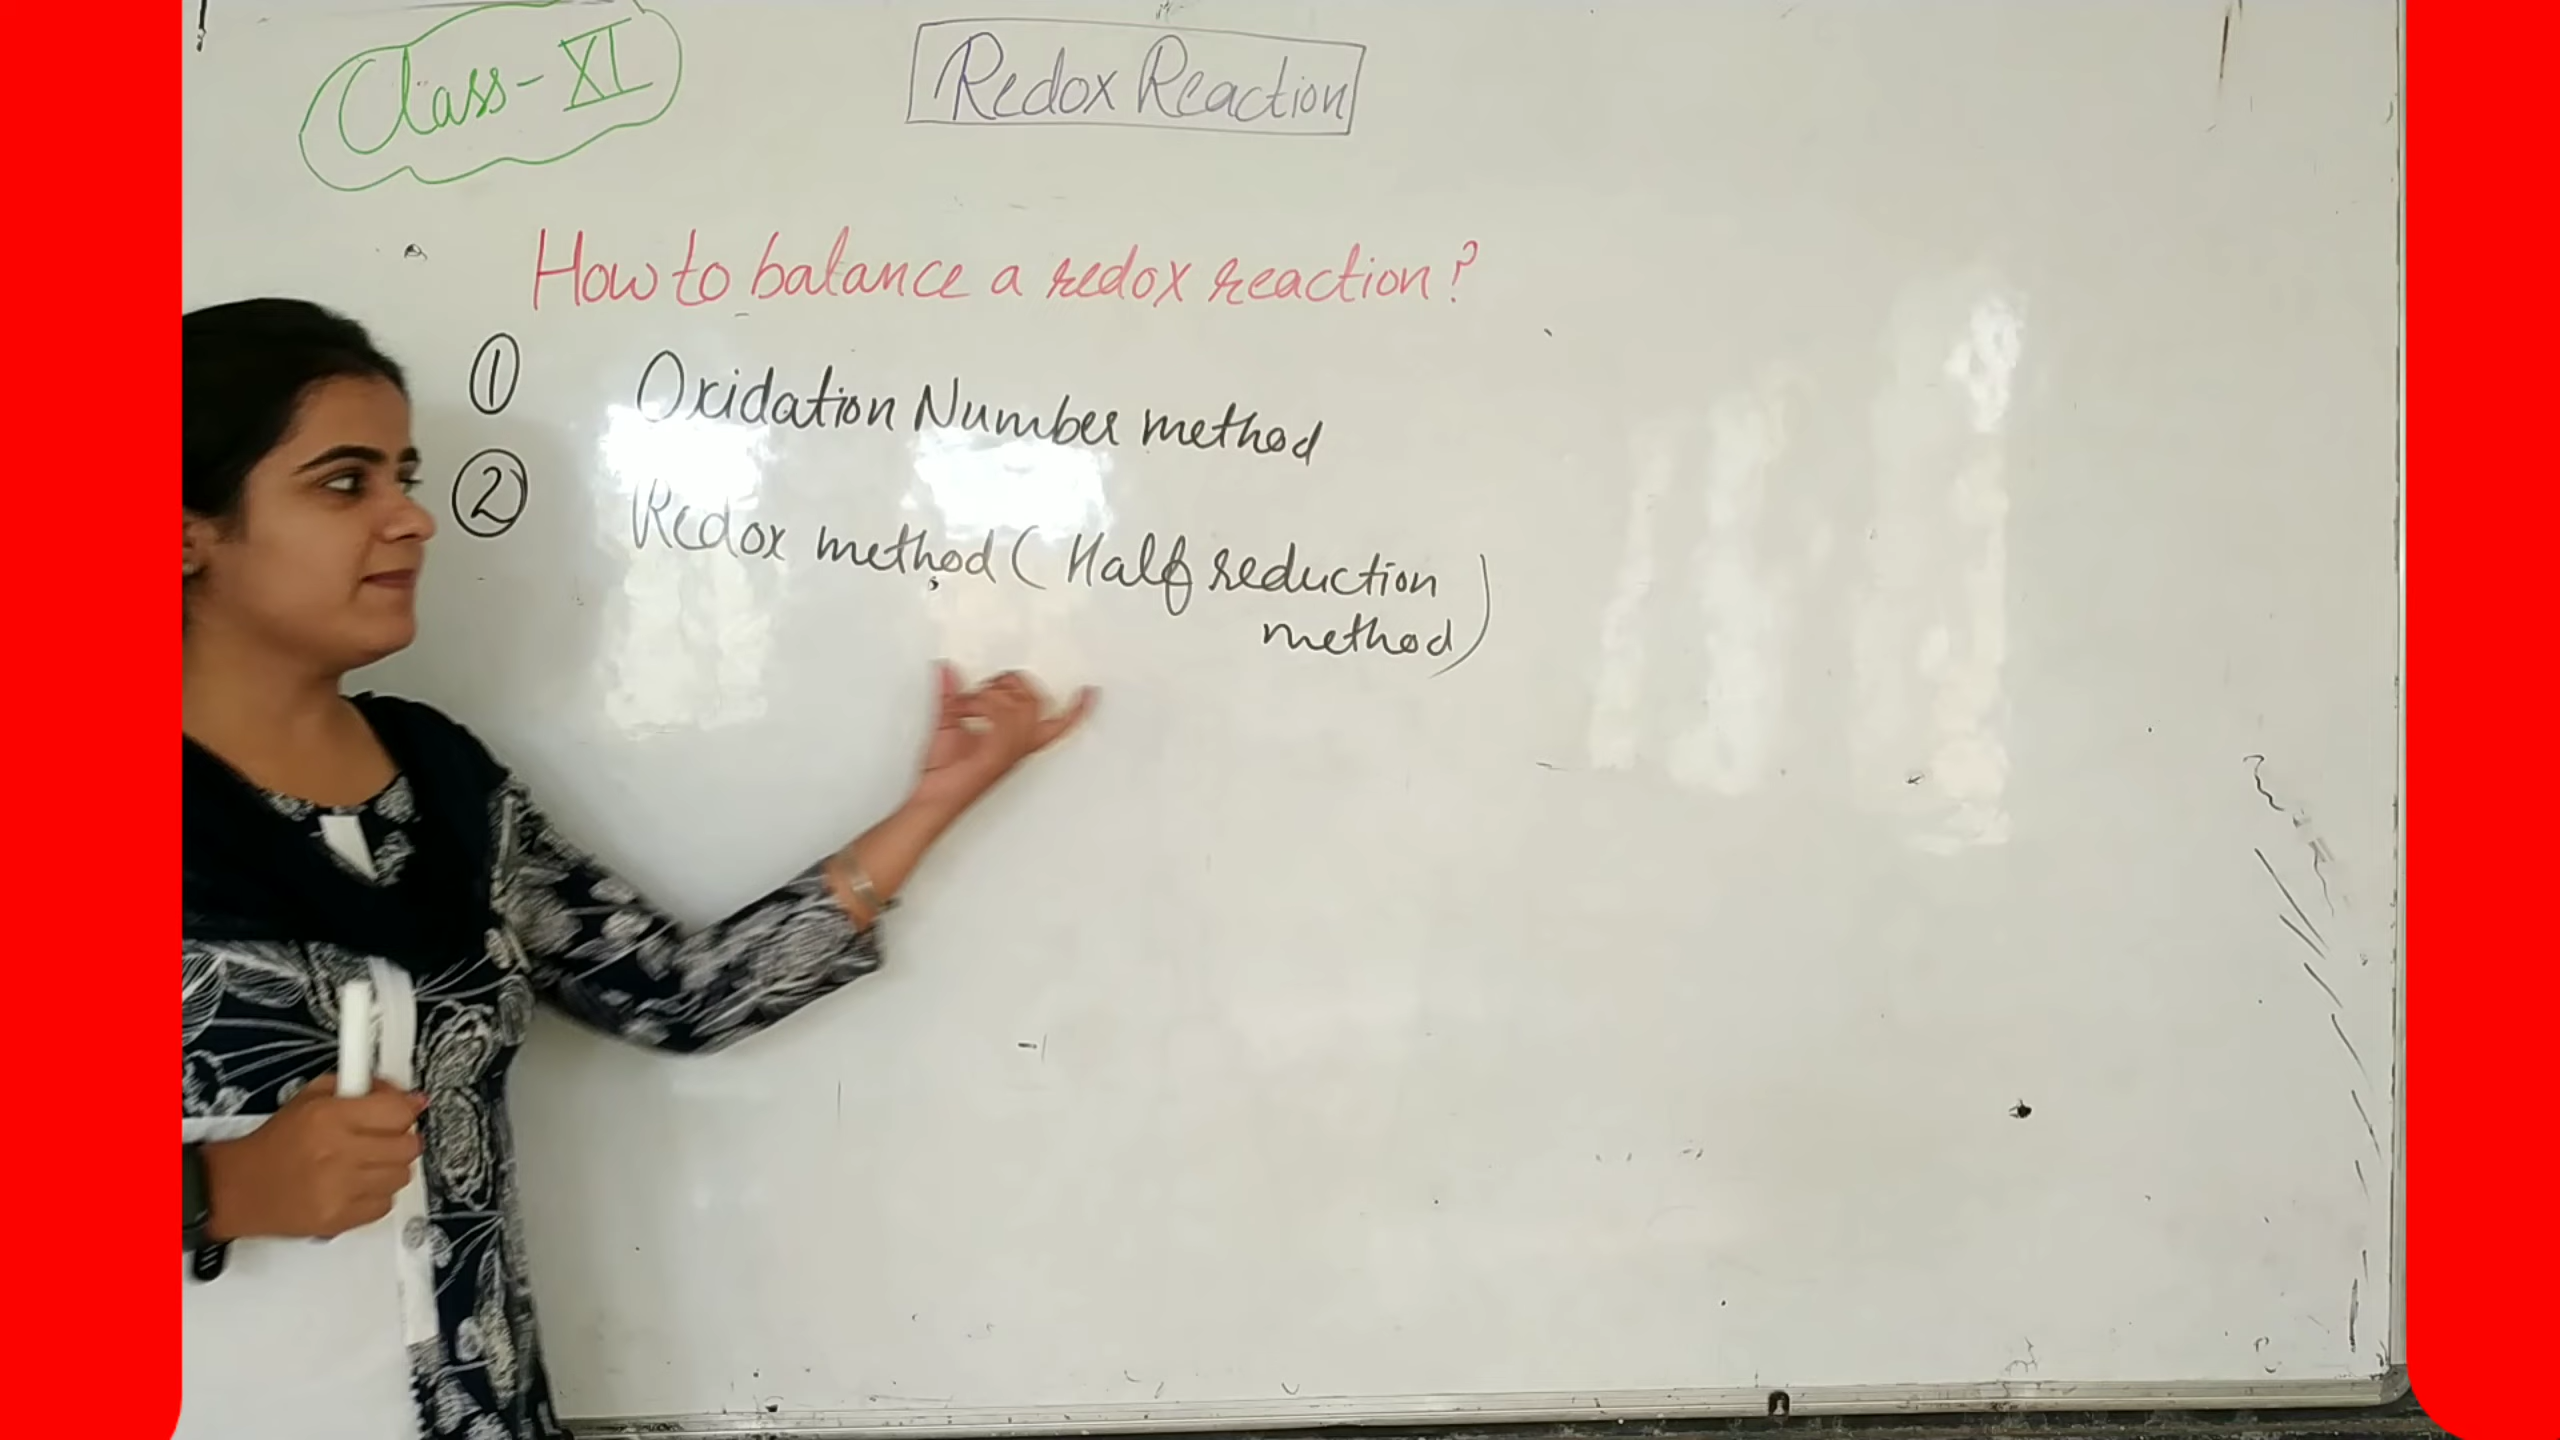 Class-XI
Redox Reaction
How to balance a redox reaction?
① Oxidation Number method
② Redox method (Half reduction
method)